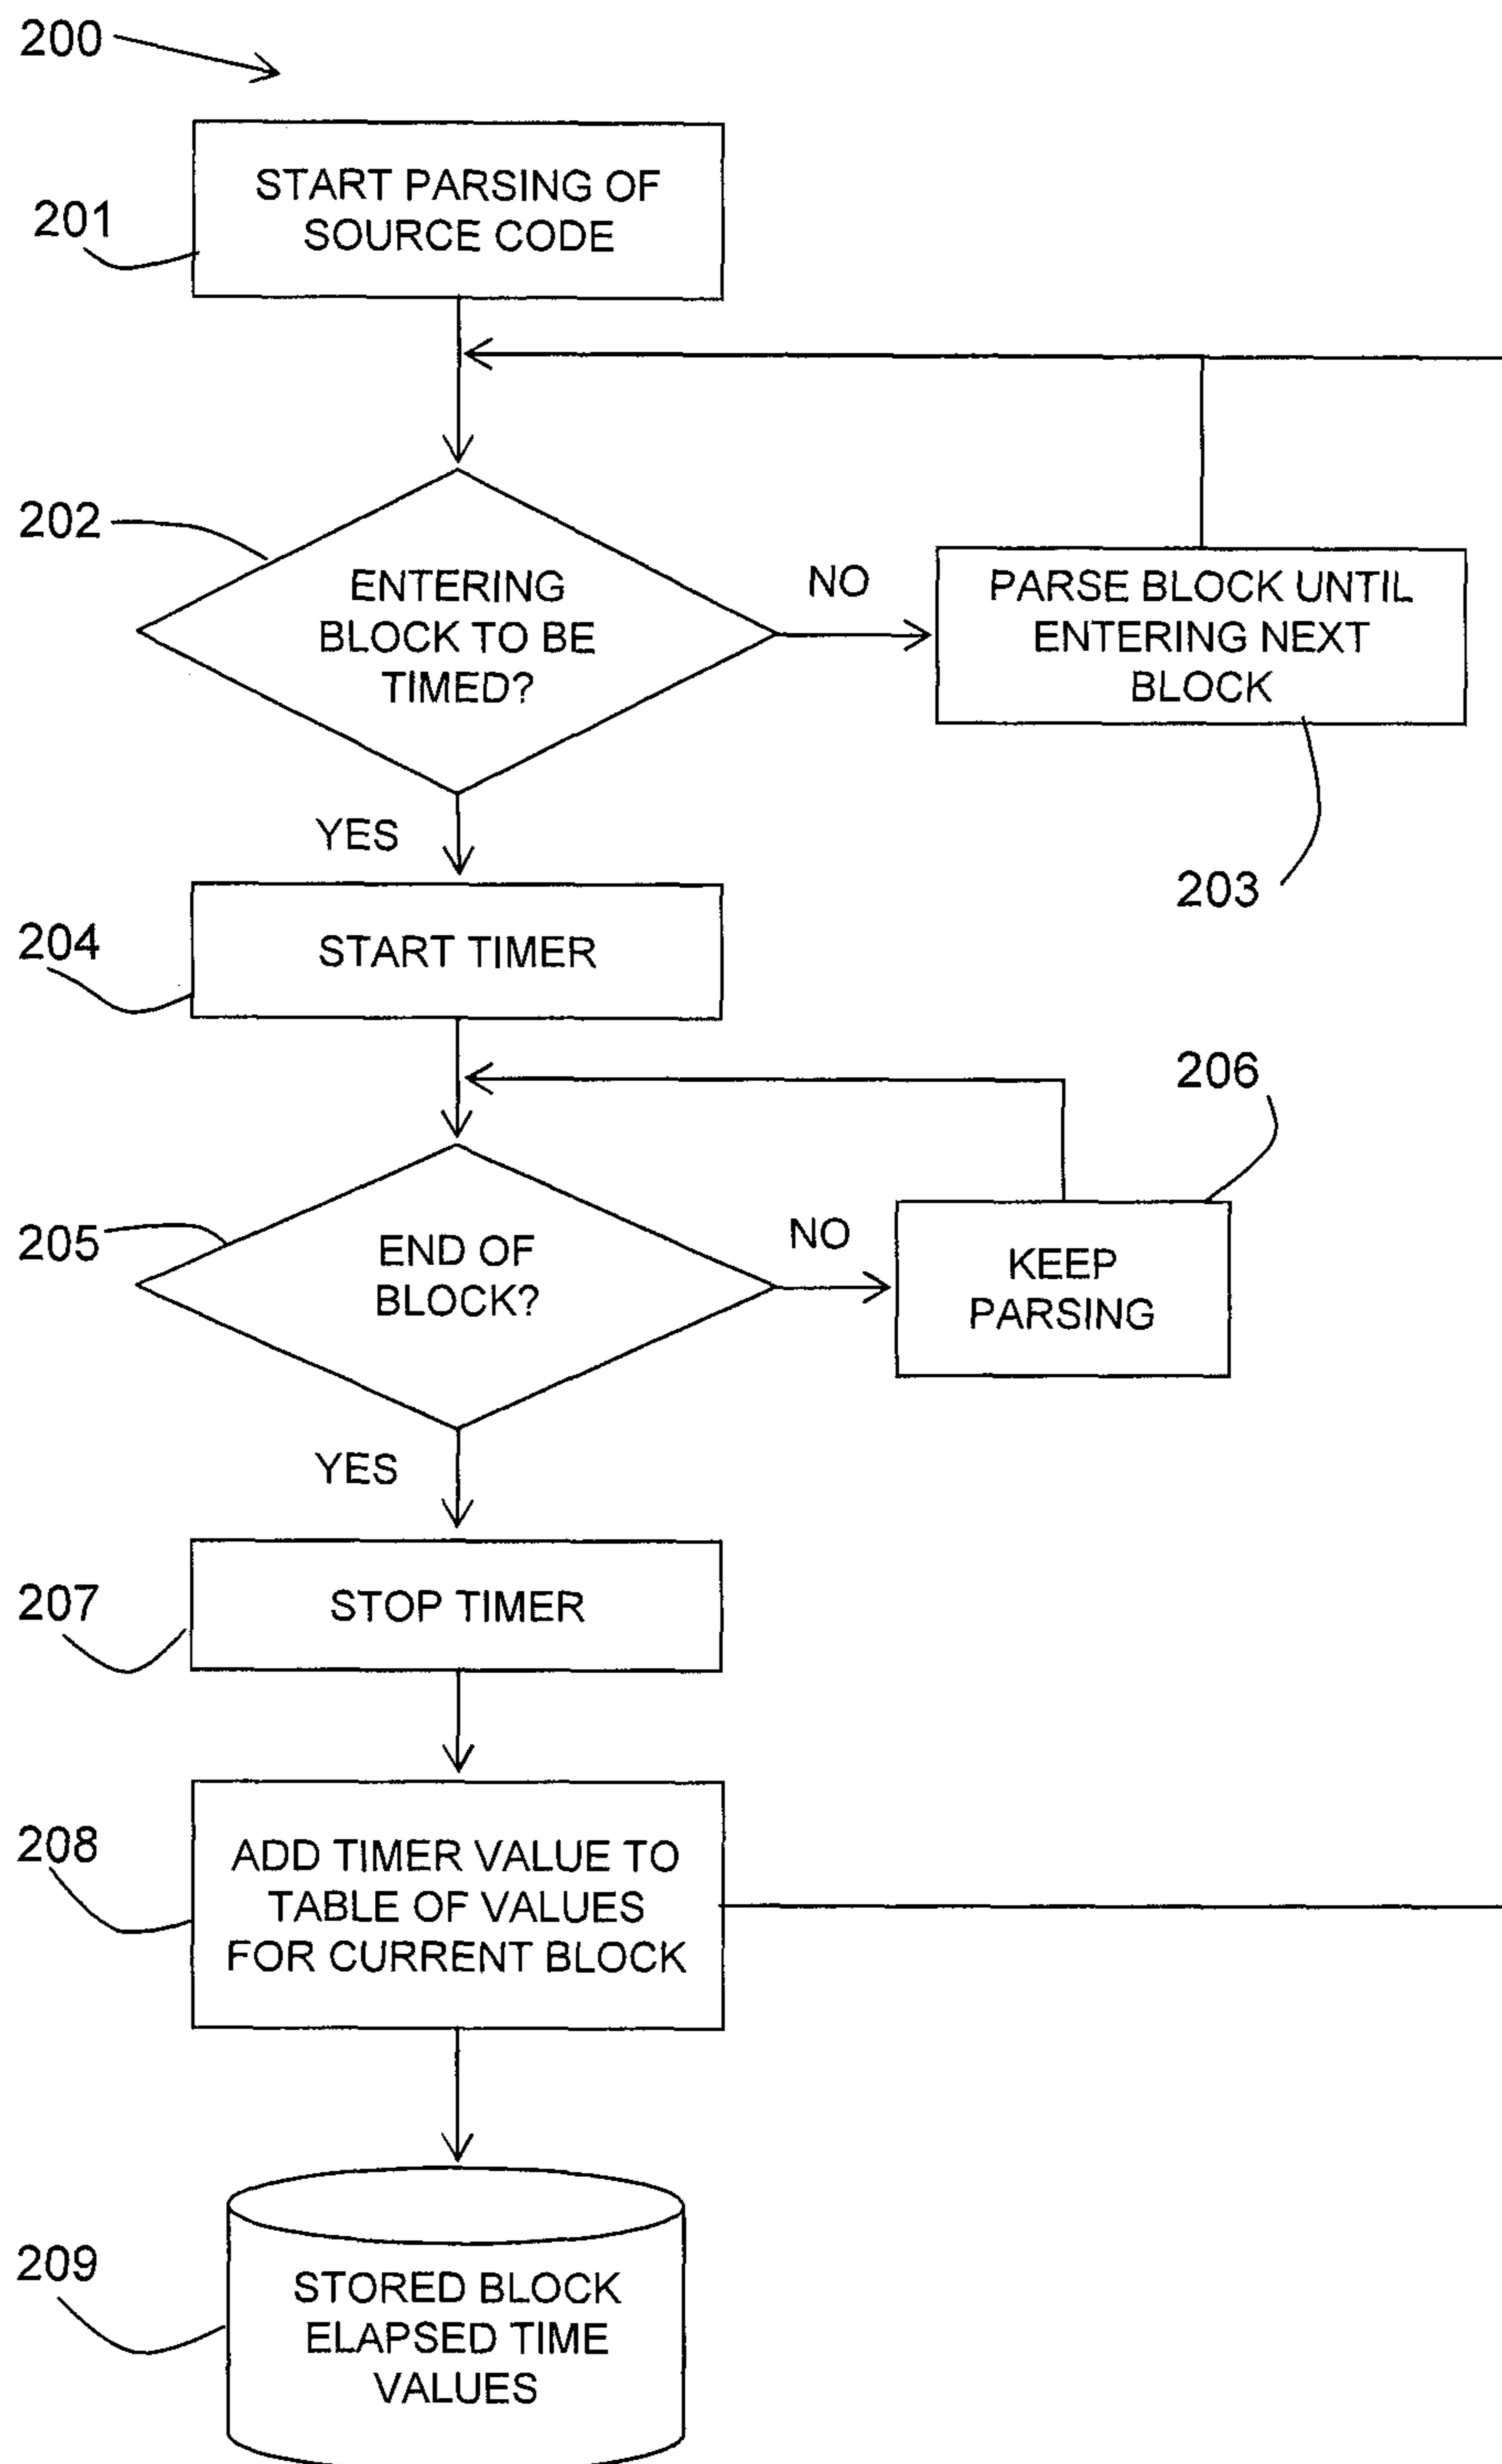 200
START PARSING OF
SOURCE CODE
201
202
ENTERING
BLOCK TO BE
TIMED?
NO
PARSE BLOCK UNTIL
ENTERING NEXT
BLOCK
203
YES
204
START TIMER
206
205
END OF
BLOCK?
NO
KEEP
PARSING
YES
207
STOP TIMER
208
ADD TIMER VALUE TO
TABLE OF VALUES
FOR CURRENT BLOCK
209
STORED BLOCK
ELAPSED TIME
VALUES